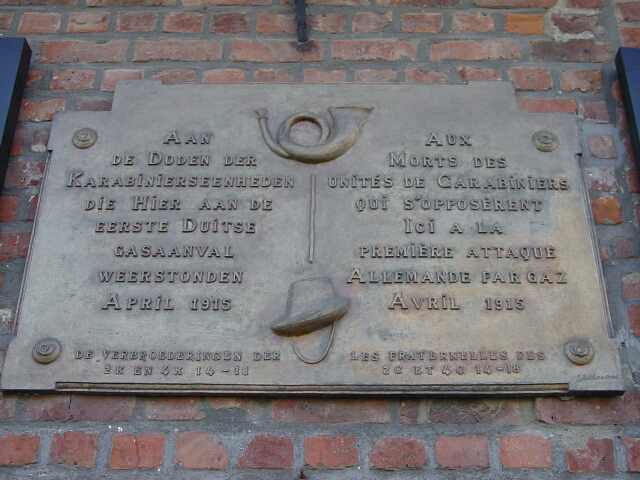 Aan
de Doden der
Karabinierseenheden
die Hier aan de
eerste Duitse
gasaanval
weerstonden
April 1915
De Verbroederingen der
2K en 4K 14-11
Aux
Morts des
unités de Carabiniers
qui s'opposèrent
Ici a la
première attaque
Allemande par gaz
Avril 1915
Les Fraternelles des
2C et 4C 14-18